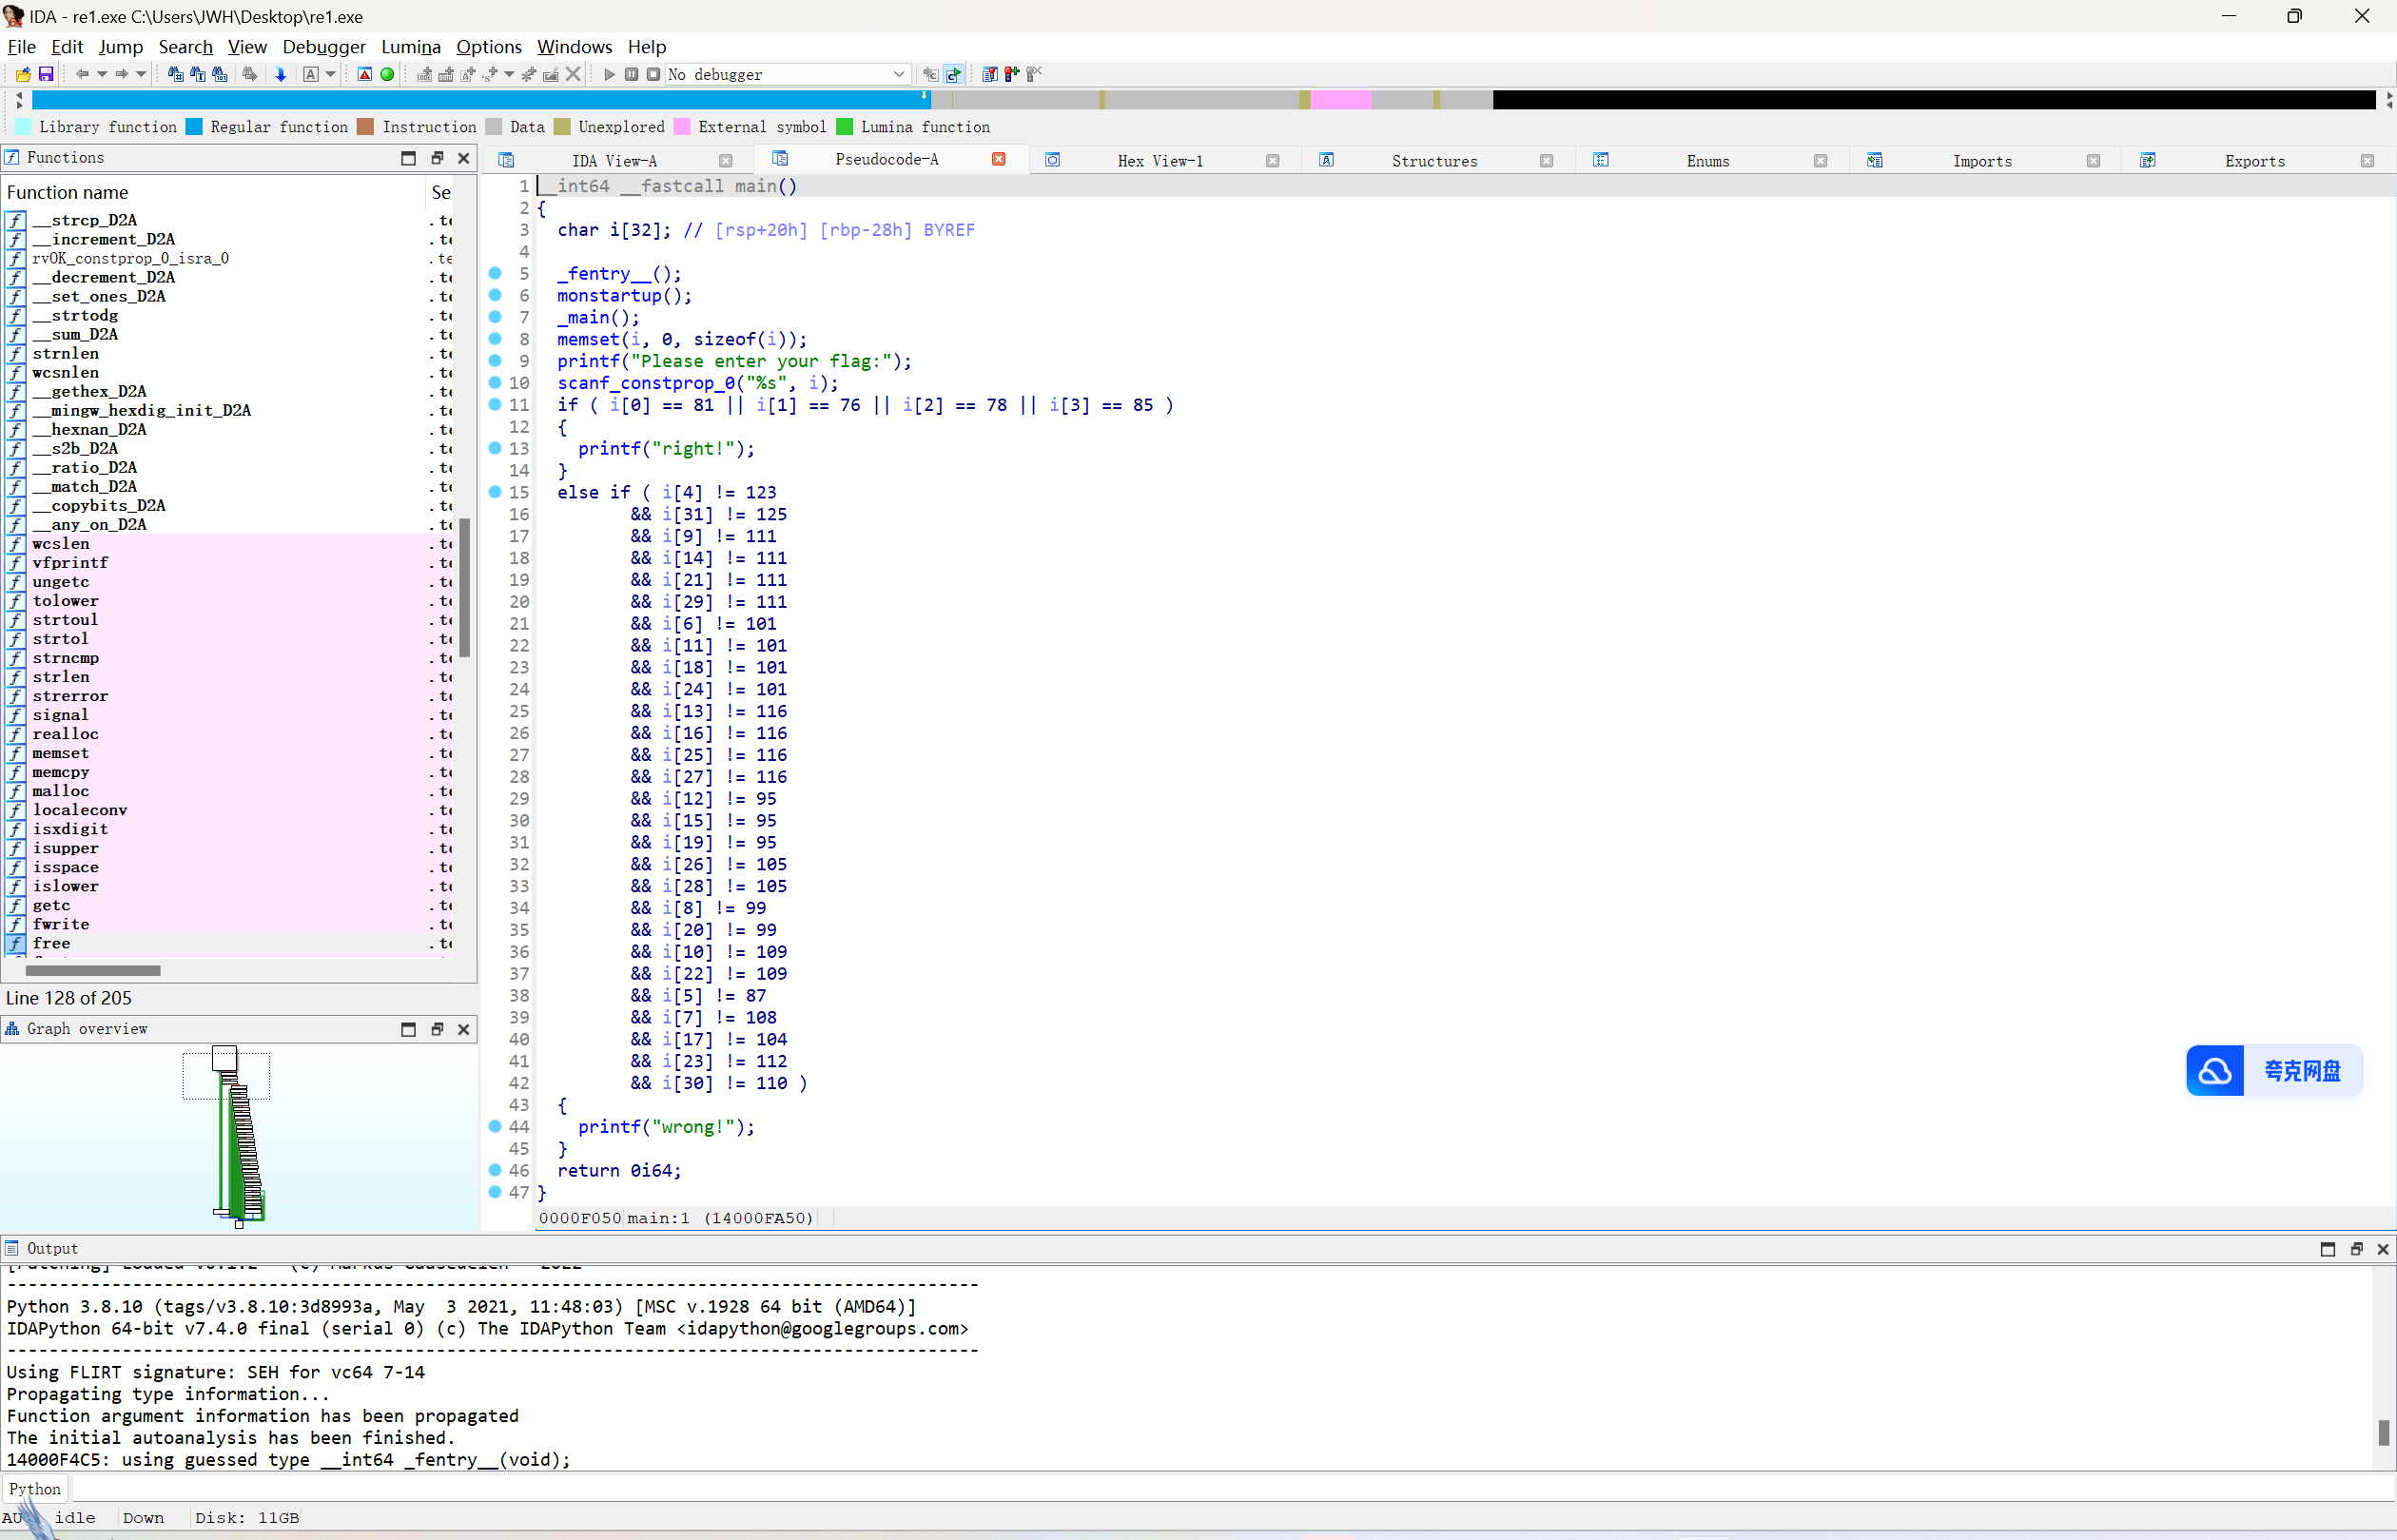 IDA - re1.exe C:\Users\JWH\Desktop\re1.exe
File Edit Jump Search View Debugger Lumina Options Windows Help
No debugger
Library function Regular function Instruction Data Unexplored External symbol Lumina function
Functions
IDA View-A Pseudocode-A Hex View-1 Structures Enums Imports Exports
Function name Se
__strcp_D2A .te
__increment_D2A .te
rvOK_constprop_0_isra_0 .te
__decrement_D2A .te
__set_ones_D2A .te
__strtodg .te
__sum_D2A .te
strnlen .te
wcsnlen .te
__gethex_D2A .te
__mingw_hexdig_init_D2A .te
__hexnan_D2A .te
__s2b_D2A .te
__ratio_D2A .te
__match_D2A .te
__copybits_D2A .te
__any_on_D2A .te
wcslen .te
vfprintf .te
ungetc .te
tolower .te
strtoul .te
strtol .te
strncmp .te
strlen .te
strerror .te
signal .te
realloc .te
memset .te
memcpy .te
malloc .te
localeconv .te
isxdigit .te
isupper .te
isspace .te
islower .te
getc .te
fwrite .te
free .te
Line 128 of 205
Graph overview
1 __int64 __fastcall main()
2 {
3 char i[32]; // [rsp+20h] [rbp-28h] BYREF
4
5 _fentry__();
6 monstartup();
7 _main();
8 memset(i, 0, sizeof(i));
9 printf("Please enter your flag:");
10 scanf_constprop_0("%s", i);
11 if ( i[0] == 81 || i[1] == 76 || i[2] == 78 || i[3] == 85 )
12 {
13 printf("right!");
14 }
15 else if ( i[4] != 123
16 && i[31] != 125
17 && i[9] != 111
18 && i[14] != 111
19 && i[21] != 111
20 && i[29] != 111
21 && i[6] != 101
22 && i[11] != 101
23 && i[18] != 101
24 && i[24] != 101
25 && i[13] != 116
26 && i[16] != 116
27 && i[25] != 116
28 && i[27] != 116
29 && i[12] != 95
30 && i[15] != 95
31 && i[19] != 95
32 && i[26] != 105
33 && i[28] != 105
34 && i[8] != 99
35 && i[20] != 99
36 && i[10] != 109
37 && i[22] != 109
38 && i[5] != 87
39 && i[7] != 108
40 && i[17] != 104
41 && i[23] != 112
42 && i[30] != 110 )
43 {
44 printf("wrong!");
45 }
46 return 0i64;
47 }
0000F050 main:1 (14000FA50)
夸克网盘
Output
--------------------------------------------------------------------------------------------
Python 3.8.10 (tags/v3.8.10:3d8993a, May  3 2021, 11:48:03) [MSC v.1928 64 bit (AMD64)]
IDAPython 64-bit v7.4.0 final (serial 0) (c) The IDAPython Team <idapython@googlegroups.com>
--------------------------------------------------------------------------------------------
Using FLIRT signature: SEH for vc64 7-14
Propagating type information...
Function argument information has been propagated
The initial autoanalysis has been finished.
14000F4C5: using guessed type __int64 _fentry__(void);
Python
AU idle Down Disk: 11GB